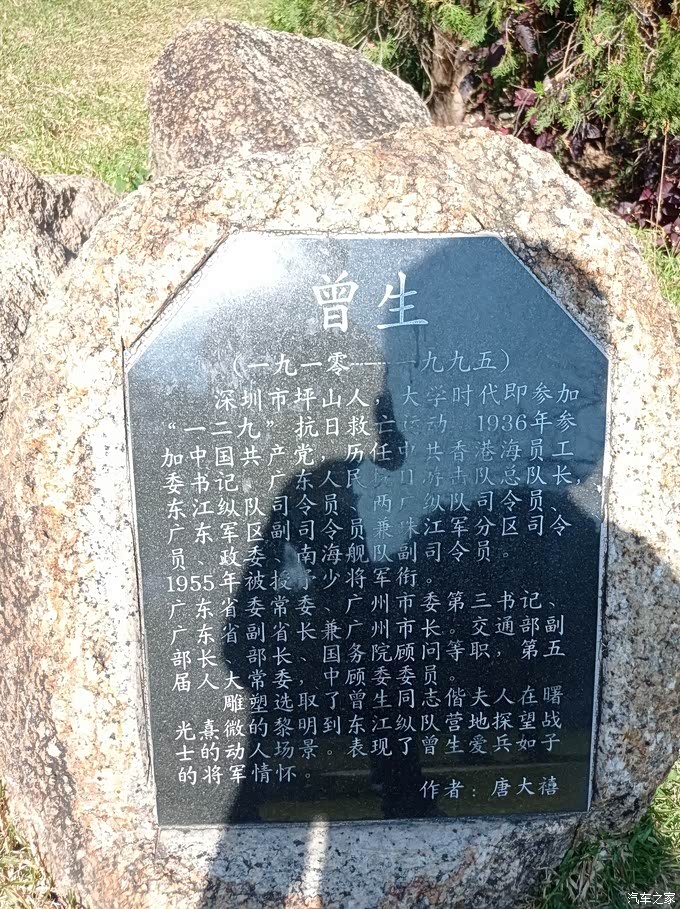 曾生
（一九一零——一九九五）
深圳市坪山人，大学时代即参加
“一二九”抗日救亡运动，1936年参
加中国共产党，历任中共香港海员工
委书记、广东人民抗日游击队总队长，
东江纵队司令员、两广纵队司令员、
广东军区副司令员兼珠江军分区司令
员、政委、南海舰队副司令员。
1955年被授予少将军衔。
广东省委常委、广州市委第三书记、
广东省副省长兼广州市长。交通部副
部长、部长、国务院顾问等职，第五
届人大常委，中顾委委员。
雕塑选取了曾生同志偕夫人在曙
光熹微的黎明到东江纵队营地探望战
士的动人场景。表现了曾生爱兵如子
的将军情怀。
作者：唐大禧
汽车之家